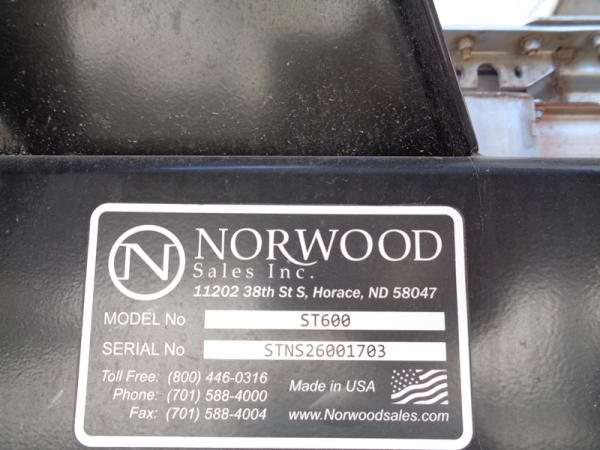 N NORWOOD
Sales Inc.
11202 38th St S, Horace, ND 58047
MODEL No ST600
SERIAL No STNS26001703
Toll Free: (800) 446-0316
Phone: (701) 588-4000
Fax: (701) 588-4004
Made in USA
www.Norwoodsales.com